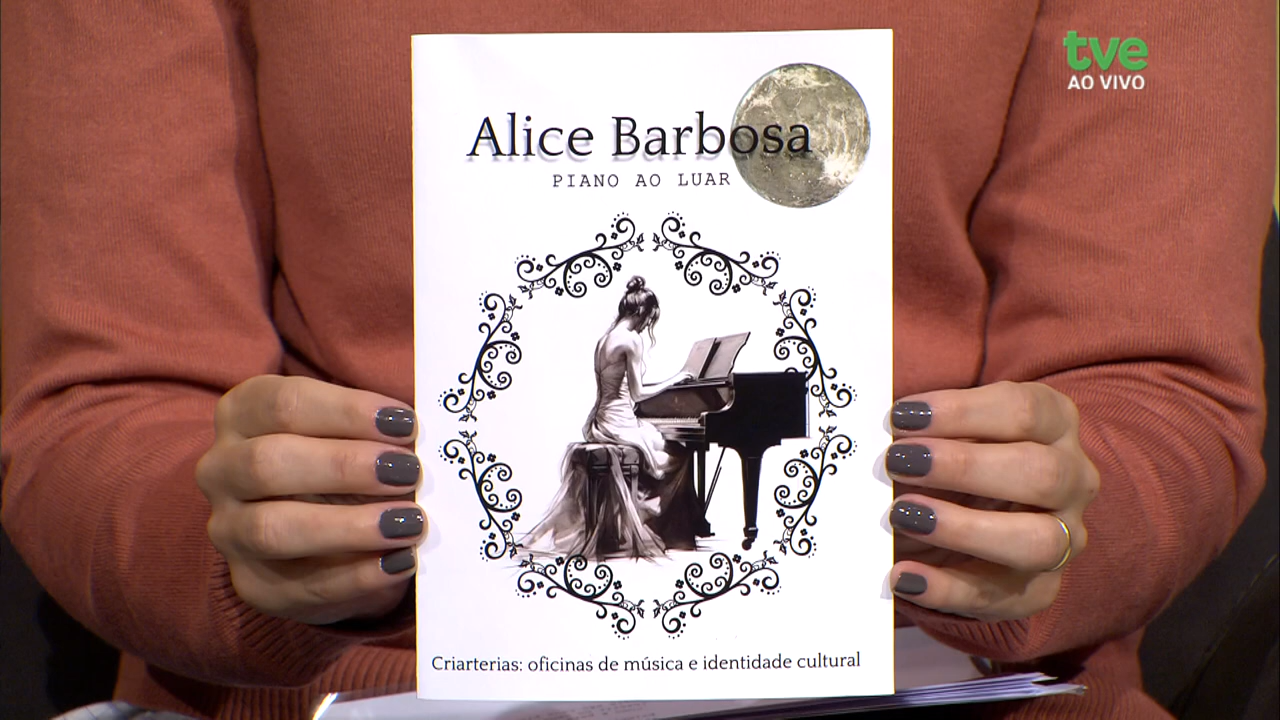 tve
AO VIVO
Alice Barbosa
PIANO AO LUAR
Criarterias: oficinas de música e identidade cultural